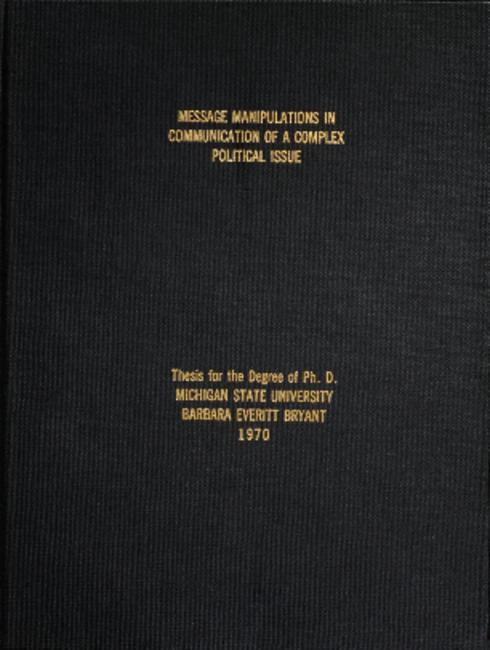 MESSAGE MANIPULATIONS IN
COMMUNICATION OF A COMPLEX
POLITICAL ISSUE
Thesis for the Degree of Ph. D.
MICHIGAN STATE UNIVERSITY
BARBARA EVERITT BRYANT
1970